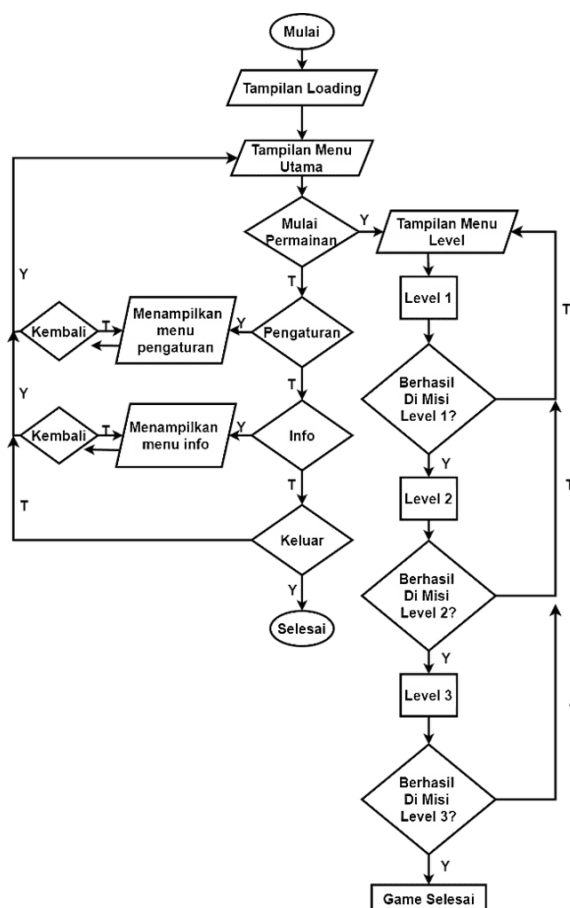 Mulai
Tampilan Loading
Tampilan Menu
Utama
Mulai
Permainan
Y
Tampilan Menu
Level
T
Y
Level 1
T
Kembali
T
Menampilkan
menu
pengaturan
Y
Pengaturan
T
Berhasil
Di Misi
Level 1?
Y
Kembali
T
Menampilkan
menu info
Y
Info
Y
T
Level 2
T
T
Keluar
Berhasil
Di Misi
Level 2?
Y
Selesai
Y
Level 3
Berhasil
Di Misi
Level 3?
Y
Game Selesai